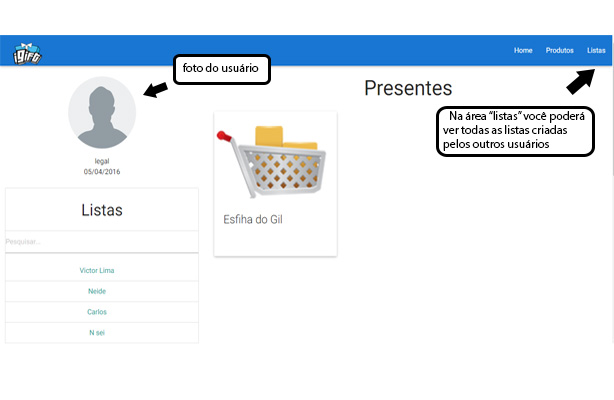 iGift
Home Produtos Listas
foto do usuário
Presentes
Na área “listas” você poderá
ver todas as listas criadas
pelos outros usuários
legal
05/04/2016
Listas
Pesquisar...
Victor Lima
Neide
Carlos
N sei
Esfiha do Gil